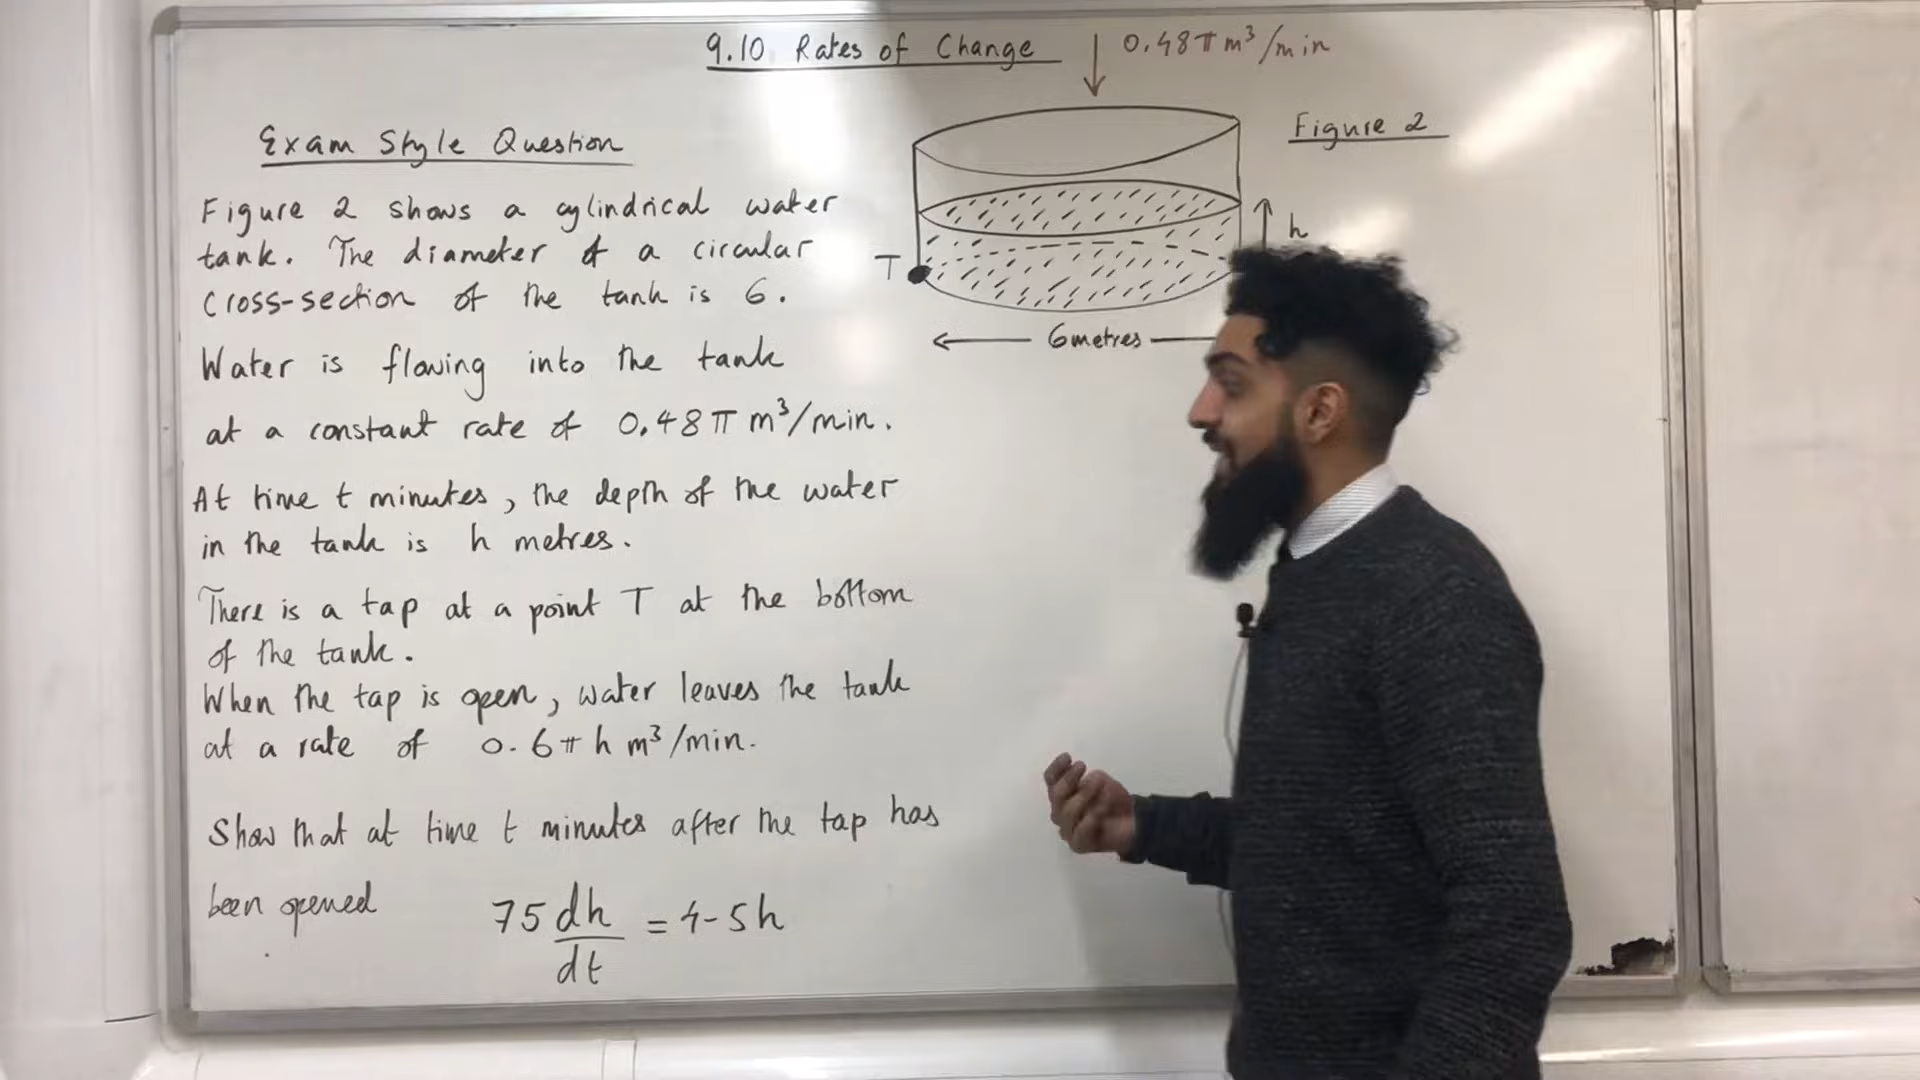 9.10 Rates of Change
0.48π m³/min
Exam Style Question
Figure 2
Figure 2 shows a cylindrical water
tank. The diameter of a circular
cross-section of the tank is 6.
h
T
6 metres
Water is flowing into the tank
at a constant rate of 0.48π m³/min.
At time t minutes, the depth of the water
in the tank is h metres.
There is a tap at a point T at the bottom
of the tank.
When the tap is open, water leaves the tank
at a rate of 0.6π h m³/min.
Show that at time t minutes after the tap has
been opened 75 dh/dt = 4-5h